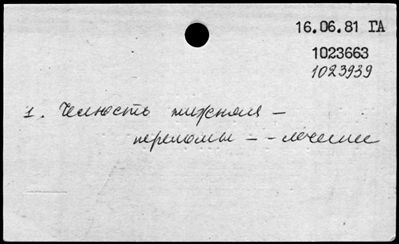 16.06.81 ГА
1023663
1023939
1. Челюсть нижняя –
переломы – – лечение